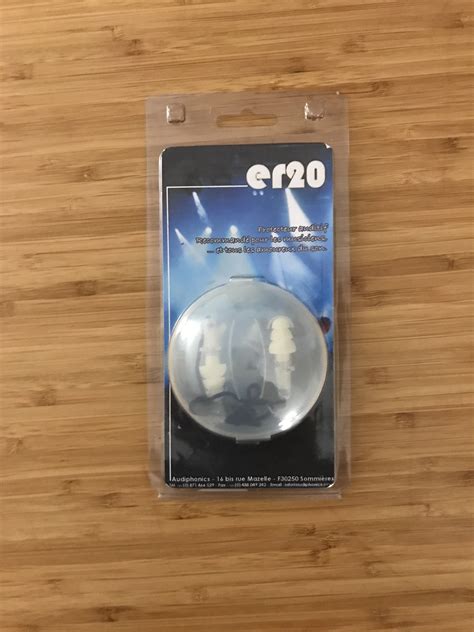 er20
Protecteur auditif
Recommandé pour les musiciens,
... et tous les amoureux du son.
Audiphonics - 16 bis rue Mazelle - F30250 Sommières